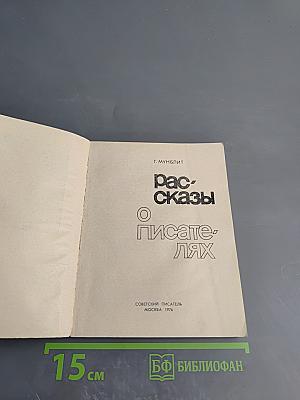 Г. МУНБЛИТ
рас-
сказы
о
писате-
лях
СОВЕТСКИЙ ПИСАТЕЛЬ
МОСКВА 1976
15 см
БФ БИБЛИОФАН